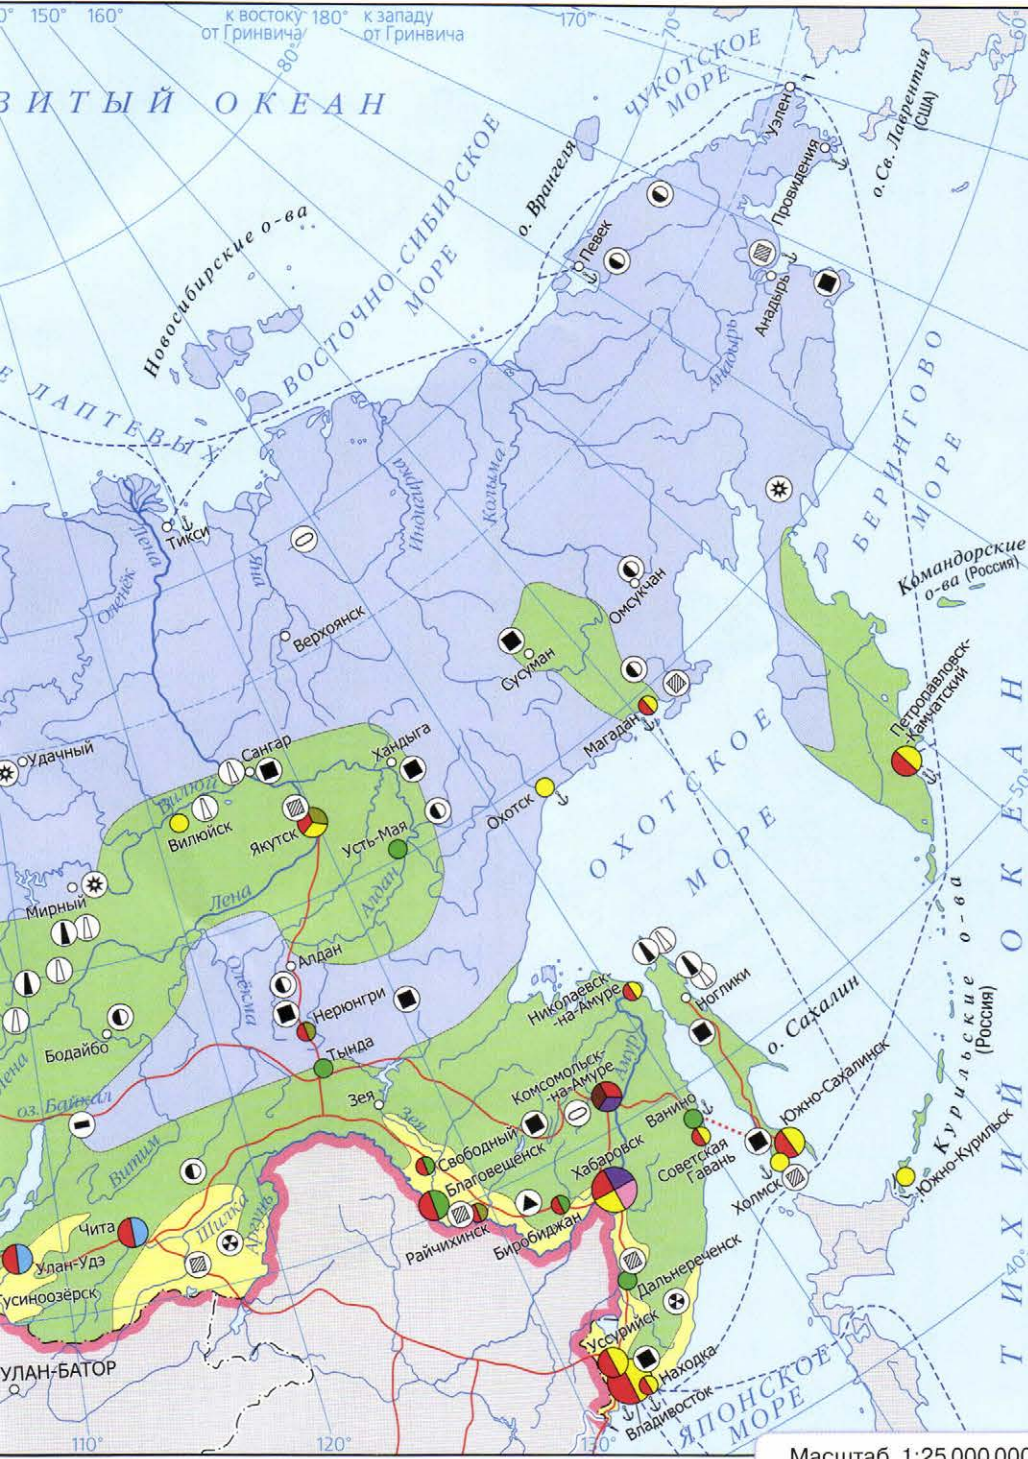 150° 160°
к востоку
от Гринвича
180°
к западу
от Гринвича
170°
70°
60°
80°
ВИТЫЙ ОКЕАН
ЧУКОТСКОЕ
МОРЕ
Уэлен
о. Св. Лаврентия
(США)
Провидения
о. Врангеля
Певек
Анадырь
Анадырь
Новосибирские о-ва
ВОСТОЧНО-СИБИРСКОЕ
МОРЕ
Е ЛАПТЕВЫХ
БЕРИНГОВО
МОРЕ
Тикси
Лена
Оленёк
Яна
Индигирка
Колыма
Верхоянск
Омсукчан
Сусуман
Магадан
Командорские
о-ва (Россия)
Петропавловск-
-Камчатский
Удачный
Сангар
Хандыга
Вилюй
Вилюйск
Якутск
Усть-Мая
Охотск
ОХОТСКОЕ
МОРЕ
50°
Мирный
Лена
Алдан
Алдан
Олёкма
Нерюнгри
Бодайбо
Лена
оз. Байкал
Тында
Николаевск-
-на-Амуре
Ноглики
о. Сахалин
Курильские о-ва
(Россия)
Комсомольск-
-на-Амуре
Амур
Зея
Зея
Витим
Ванино
Южно-Сахалинск
Свободный
Благовещенск
Хабаровск
Советская
Гавань
Холмск
Южно-Курильск
Чита
Шилка
Аргунь
Улан-Удэ
Райчихинск
Биробиджан
Гусиноозёрск
Дальнереченск
Уссурийск
Находка
Владивосток
УЛАН-БАТОР
ЯПОНСКОЕ
МОРЕ
ТИХИЙ ОКЕАН
40°
110°
120°
130°
Масштаб 1:25 000 000